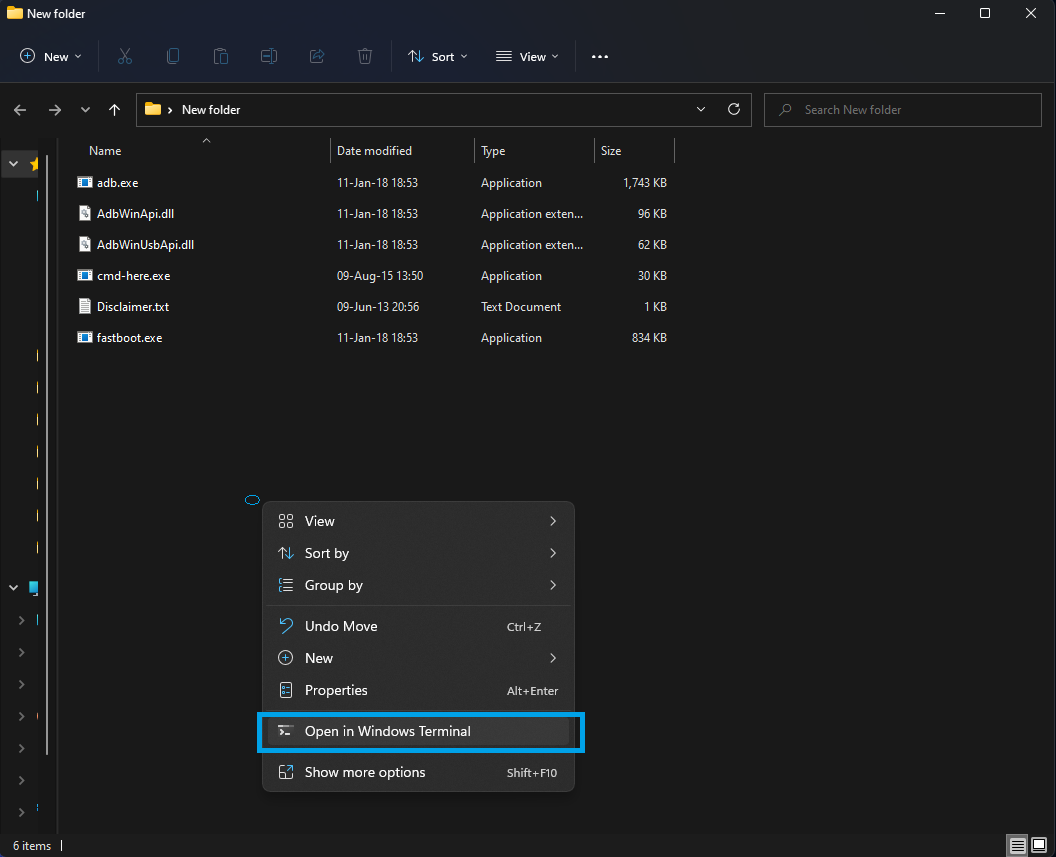 New folder
New Sort View
New folder Search New folder
Name Date modified Type Size
adb.exe 11-Jan-18 18:53 Application 1,743 KB
AdbWinApi.dll 11-Jan-18 18:53 Application exten... 96 KB
AdbWinUsbApi.dll 11-Jan-18 18:53 Application exten... 62 KB
cmd-here.exe 09-Aug-15 13:50 Application 30 KB
Disclaimer.txt 09-Jun-13 20:56 Text Document 1 KB
fastboot.exe 11-Jan-18 18:53 Application 834 KB
View
Sort by
Group by
Undo Move Ctrl+Z
New
Properties Alt+Enter
Open in Windows Terminal
Show more options Shift+F10
6 items